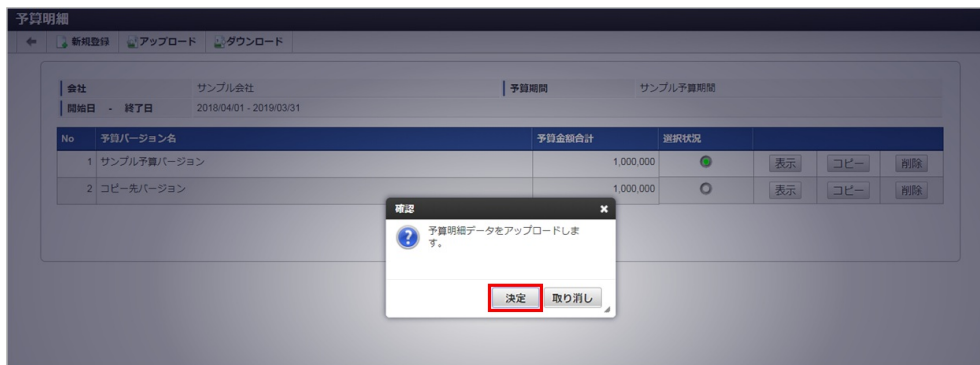 予算明細
新規登録 アップロード ダウンロード
会社 サンプル会社 予算期間 サンプル予算期間
開始日 - 終了日 2018/04/01 - 2019/03/31
No 予算バージョン名 予算金額合計 選択状況
1 サンプル予算バージョン 1,000,000 表示 コピー 削除
2 コピー先バージョン 1,000,000 表示 コピー 削除
確認
予算明細データをアップロードしま
す。
決定 取り消し